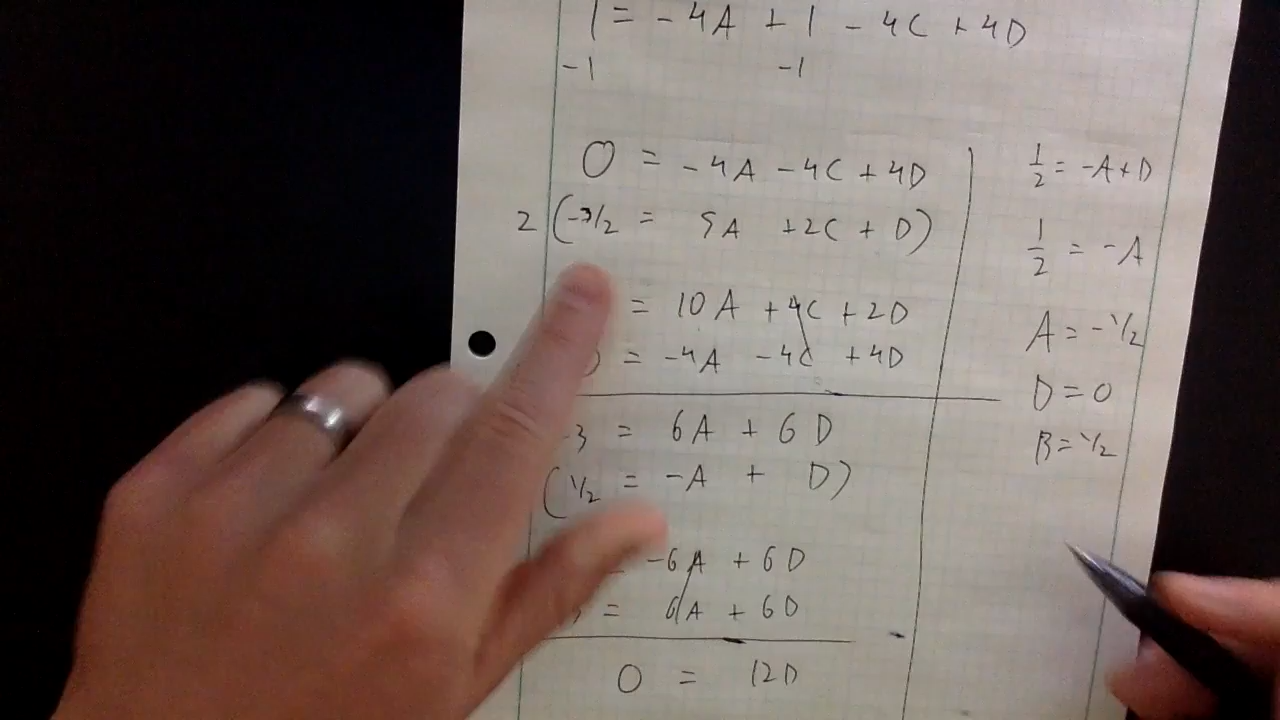 1 = -4A + 1 - 4C + 4D
-1 -1
0 = -4A -4C + 4D
2 (-3/2 = 5A +2C + D)
= 10A + 4C + 2D
= -4A -4C +4D
-3 = 6A + 6D
(1/2 = -A + D)
-6A + 6D
= 6A + 6D
0 = 12D
1/2 = -A + D
1/2 = -A
A = -1/2
D = 0
B = 1/2